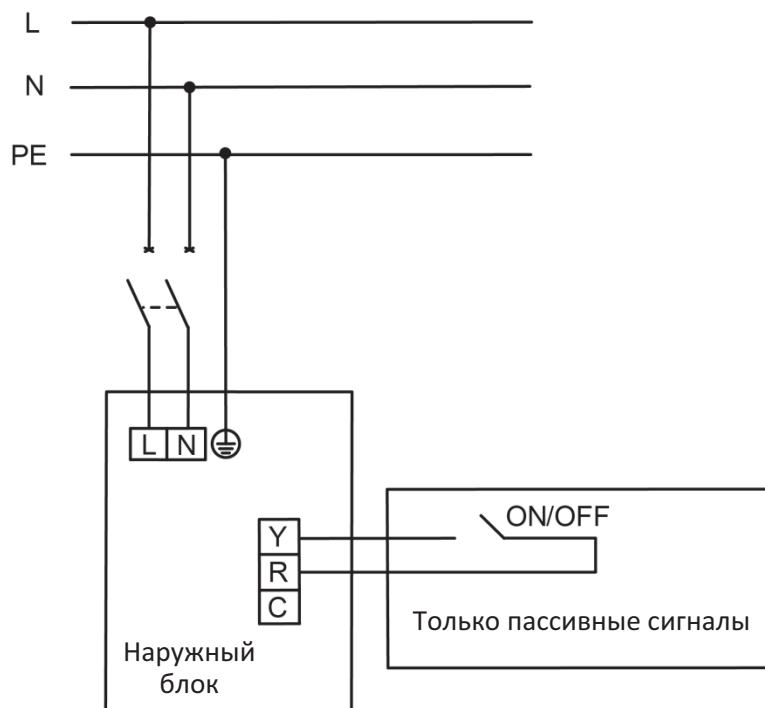 L
N
PE
L N
ON/OFF
Y
R
C
Только пассивные сигналы
Наружный
блок